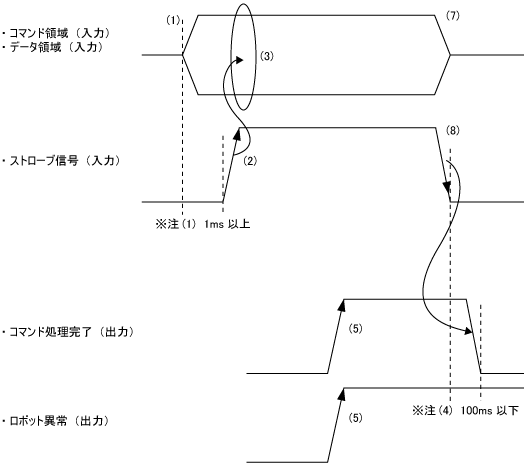 ・コマンド領域（入力）
・データ領域（入力）
(1)
(7)
(3)
・ストローブ信号（入力）
(2)
(8)
※注(1) 1ms 以上
・コマンド処理完了（出力）
(5)
※注(4) 100ms 以下
・ロボット異常（出力）
(5)